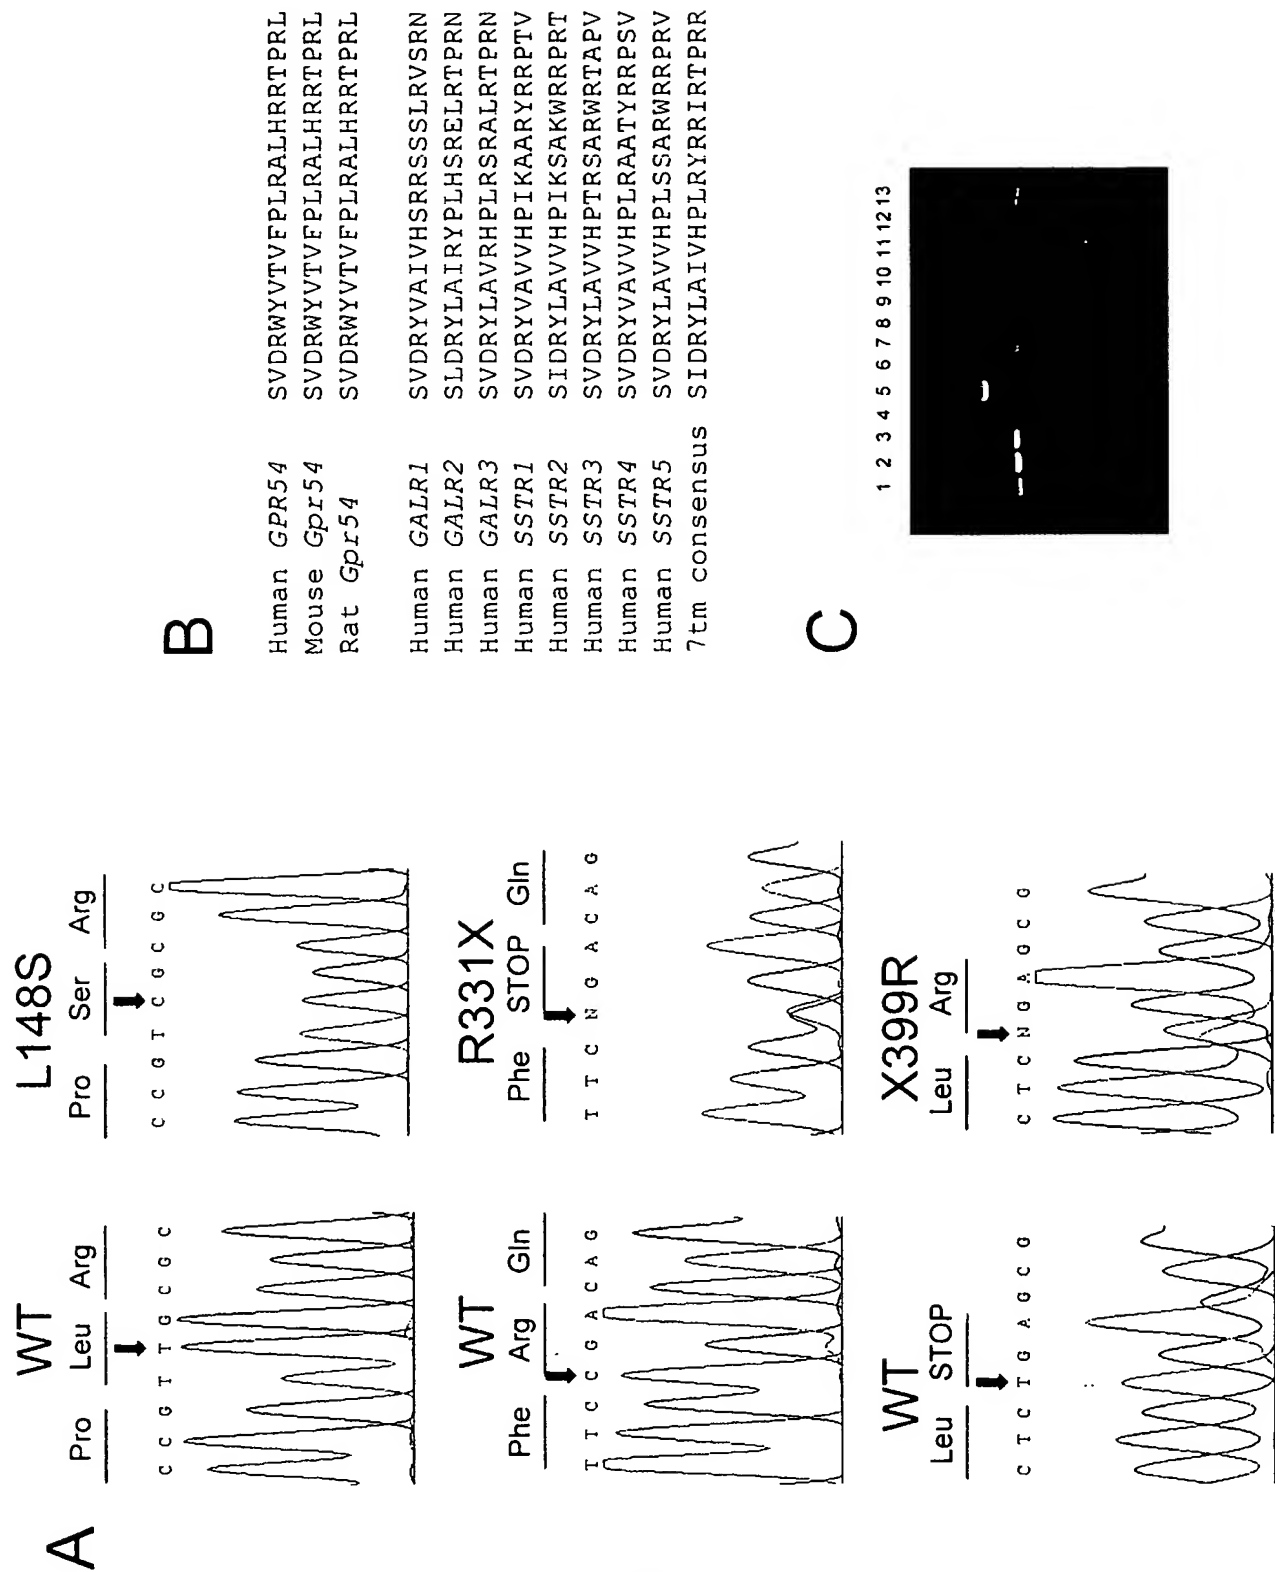 A
WT
Pro Leu Arg
C C G T T G C G C
L148S
Pro Ser Arg
C C G T C G C G C
WT
Phe Arg Gln
T T C C G A C A G
R331X
Phe STOP Gln
T T C N G A C A G
WT
Leu STOP
C T C T G A G C G
X399R
Leu Arg
C T C N G A G C G
B
Human GPR54 SVDRWYVTVFPLRALHRRTPRL
Mouse Gpr54 SVDRWYVTVFPLRALHRRTPRL
Rat Gpr54 SVDRWYVTVFPLRALHRRTPRL
Human GALR1 SVDRYVAIVHSRRSSSLRVSRN
Human GALR2 SLDRYLAIRYPLHSRELRTPRN
Human GALR3 SVDRYLAVRHPLRSRALRTPRN
Human SSTR1 SVDRYVAVVHPIKAARYRRPTV
Human SSTR2 SIDRYLAVVHPIKSAKWRRPRT
Human SSTR3 SVDRYLAVVHPTRSARWRTAPV
Human SSTR4 SVDRYVAVVHPLRAATYRRPSV
Human SSTR5 SVDRYLAVVHPLSSARWRRPRV
7tm consensus SIDRYLAIVHPLRYRRIRTPRR
C
1 2 3 4 5 6 7 8 9 10 11 12 13